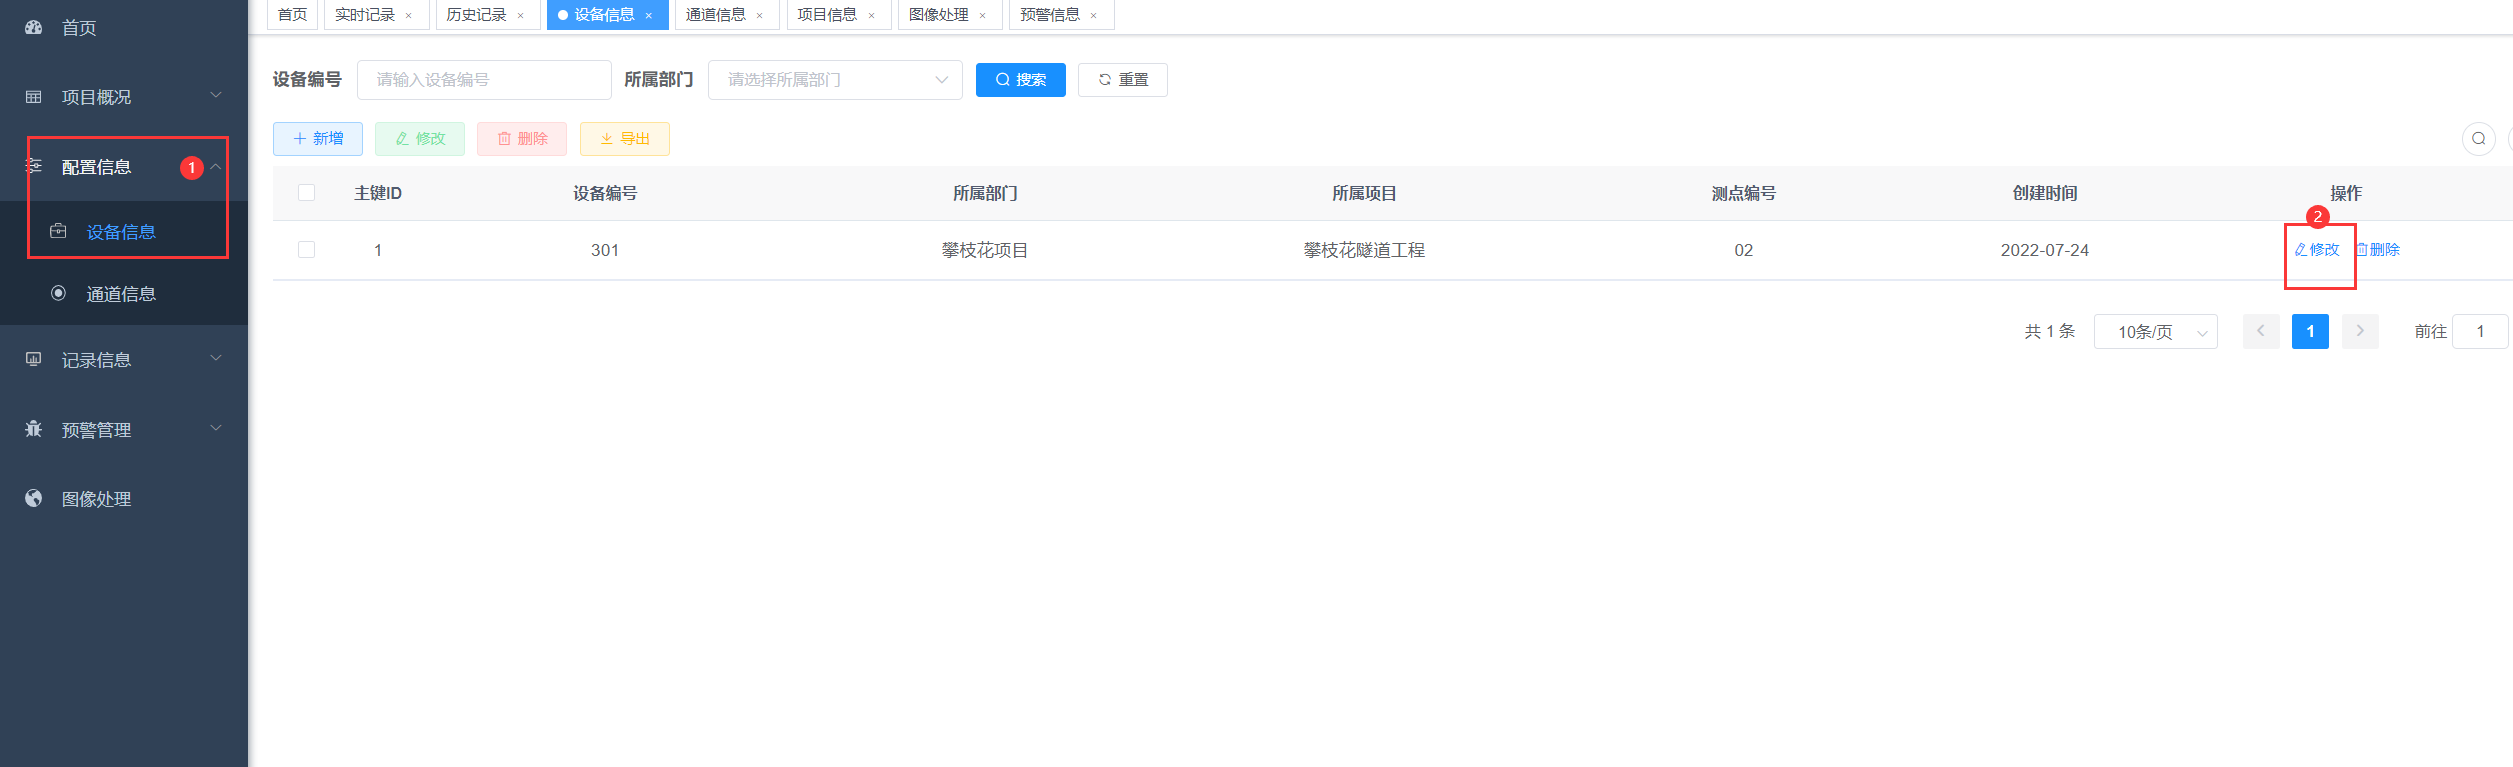 首页
项目概况
配置信息 1
设备信息
通道信息
记录信息
预警管理
图像处理
首页 实时记录 × 历史记录 × 设备信息 × 通道信息 × 项目信息 × 图像处理 × 预警信息 ×
设备编号 请输入设备编号 所属部门 请选择所属部门 搜索 重置
新增 修改 删除 导出
主键ID 设备编号 所属部门 所属项目 测点编号 创建时间 操作
2
1 301 攀枝花项目 攀枝花隧道工程 02 2022-07-24 修改 删除
共 1 条 10条/页 1 前往 1